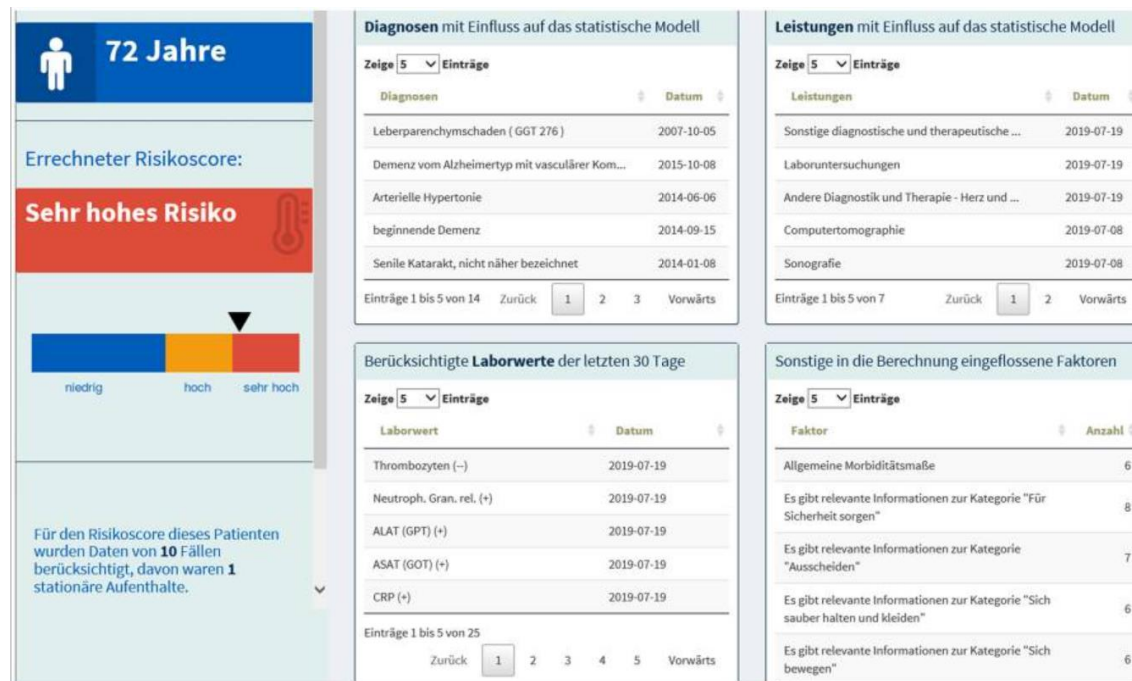 72 Jahre
Errechneter Risikoscore:
Sehr hohes Risiko
niedrig hoch sehr hoch
Für den Risikoscore dieses Patienten
wurden Daten von 10 Fällen
berücksichtigt, davon waren 1
stationäre Aufenthalte.
Diagnosen mit Einfluss auf das statistische Modell
Zeige 5 Einträge
Diagnosen Datum
Leberparenchymschaden ( GGT 276 ) 2007-10-05
Demenz vom Alzheimertyp mit vasculärer Kom... 2015-10-08
Arterielle Hypertonie 2014-06-06
beginnende Demenz 2014-09-15
Senile Katarakt, nicht näher bezeichnet 2014-01-08
Einträge 1 bis 5 von 14 Zurück 1 2 3 Vorwärts
Leistungen mit Einfluss auf das statistische Modell
Zeige 5 Einträge
Leistungen Datum
Sonstige diagnostische und therapeutische ... 2019-07-19
Laboruntersuchungen 2019-07-19
Andere Diagnostik und Therapie - Herz und ... 2019-07-19
Computertomographie 2019-07-08
Sonografie 2019-07-08
Einträge 1 bis 5 von 7 Zurück 1 2 Vorwärts
Berücksichtigte Laborwerte der letzten 30 Tage
Zeige 5 Einträge
Laborwert Datum
Thrombozyten (--) 2019-07-19
Neutroph. Gran. rel. (+) 2019-07-19
ALAT (GPT) (+) 2019-07-19
ASAT (GOT) (+) 2019-07-19
CRP (+) 2019-07-19
Einträge 1 bis 5 von 25
Zurück 1 2 3 4 5 Vorwärts
Sonstige in die Berechnung eingeflossene Faktoren
Zeige 5 Einträge
Faktor Anzahl
Allgemeine Morbiditätsmaße 6
Es gibt relevante Informationen zur Kategorie "Für
Sicherheit sorgen" 8
Es gibt relevante Informationen zur Kategorie
"Ausscheiden" 7
Es gibt relevante Informationen zur Kategorie "Sich
sauber halten und kleiden" 6
Es gibt relevante Informationen zur Kategorie "Sich
bewegen" 6